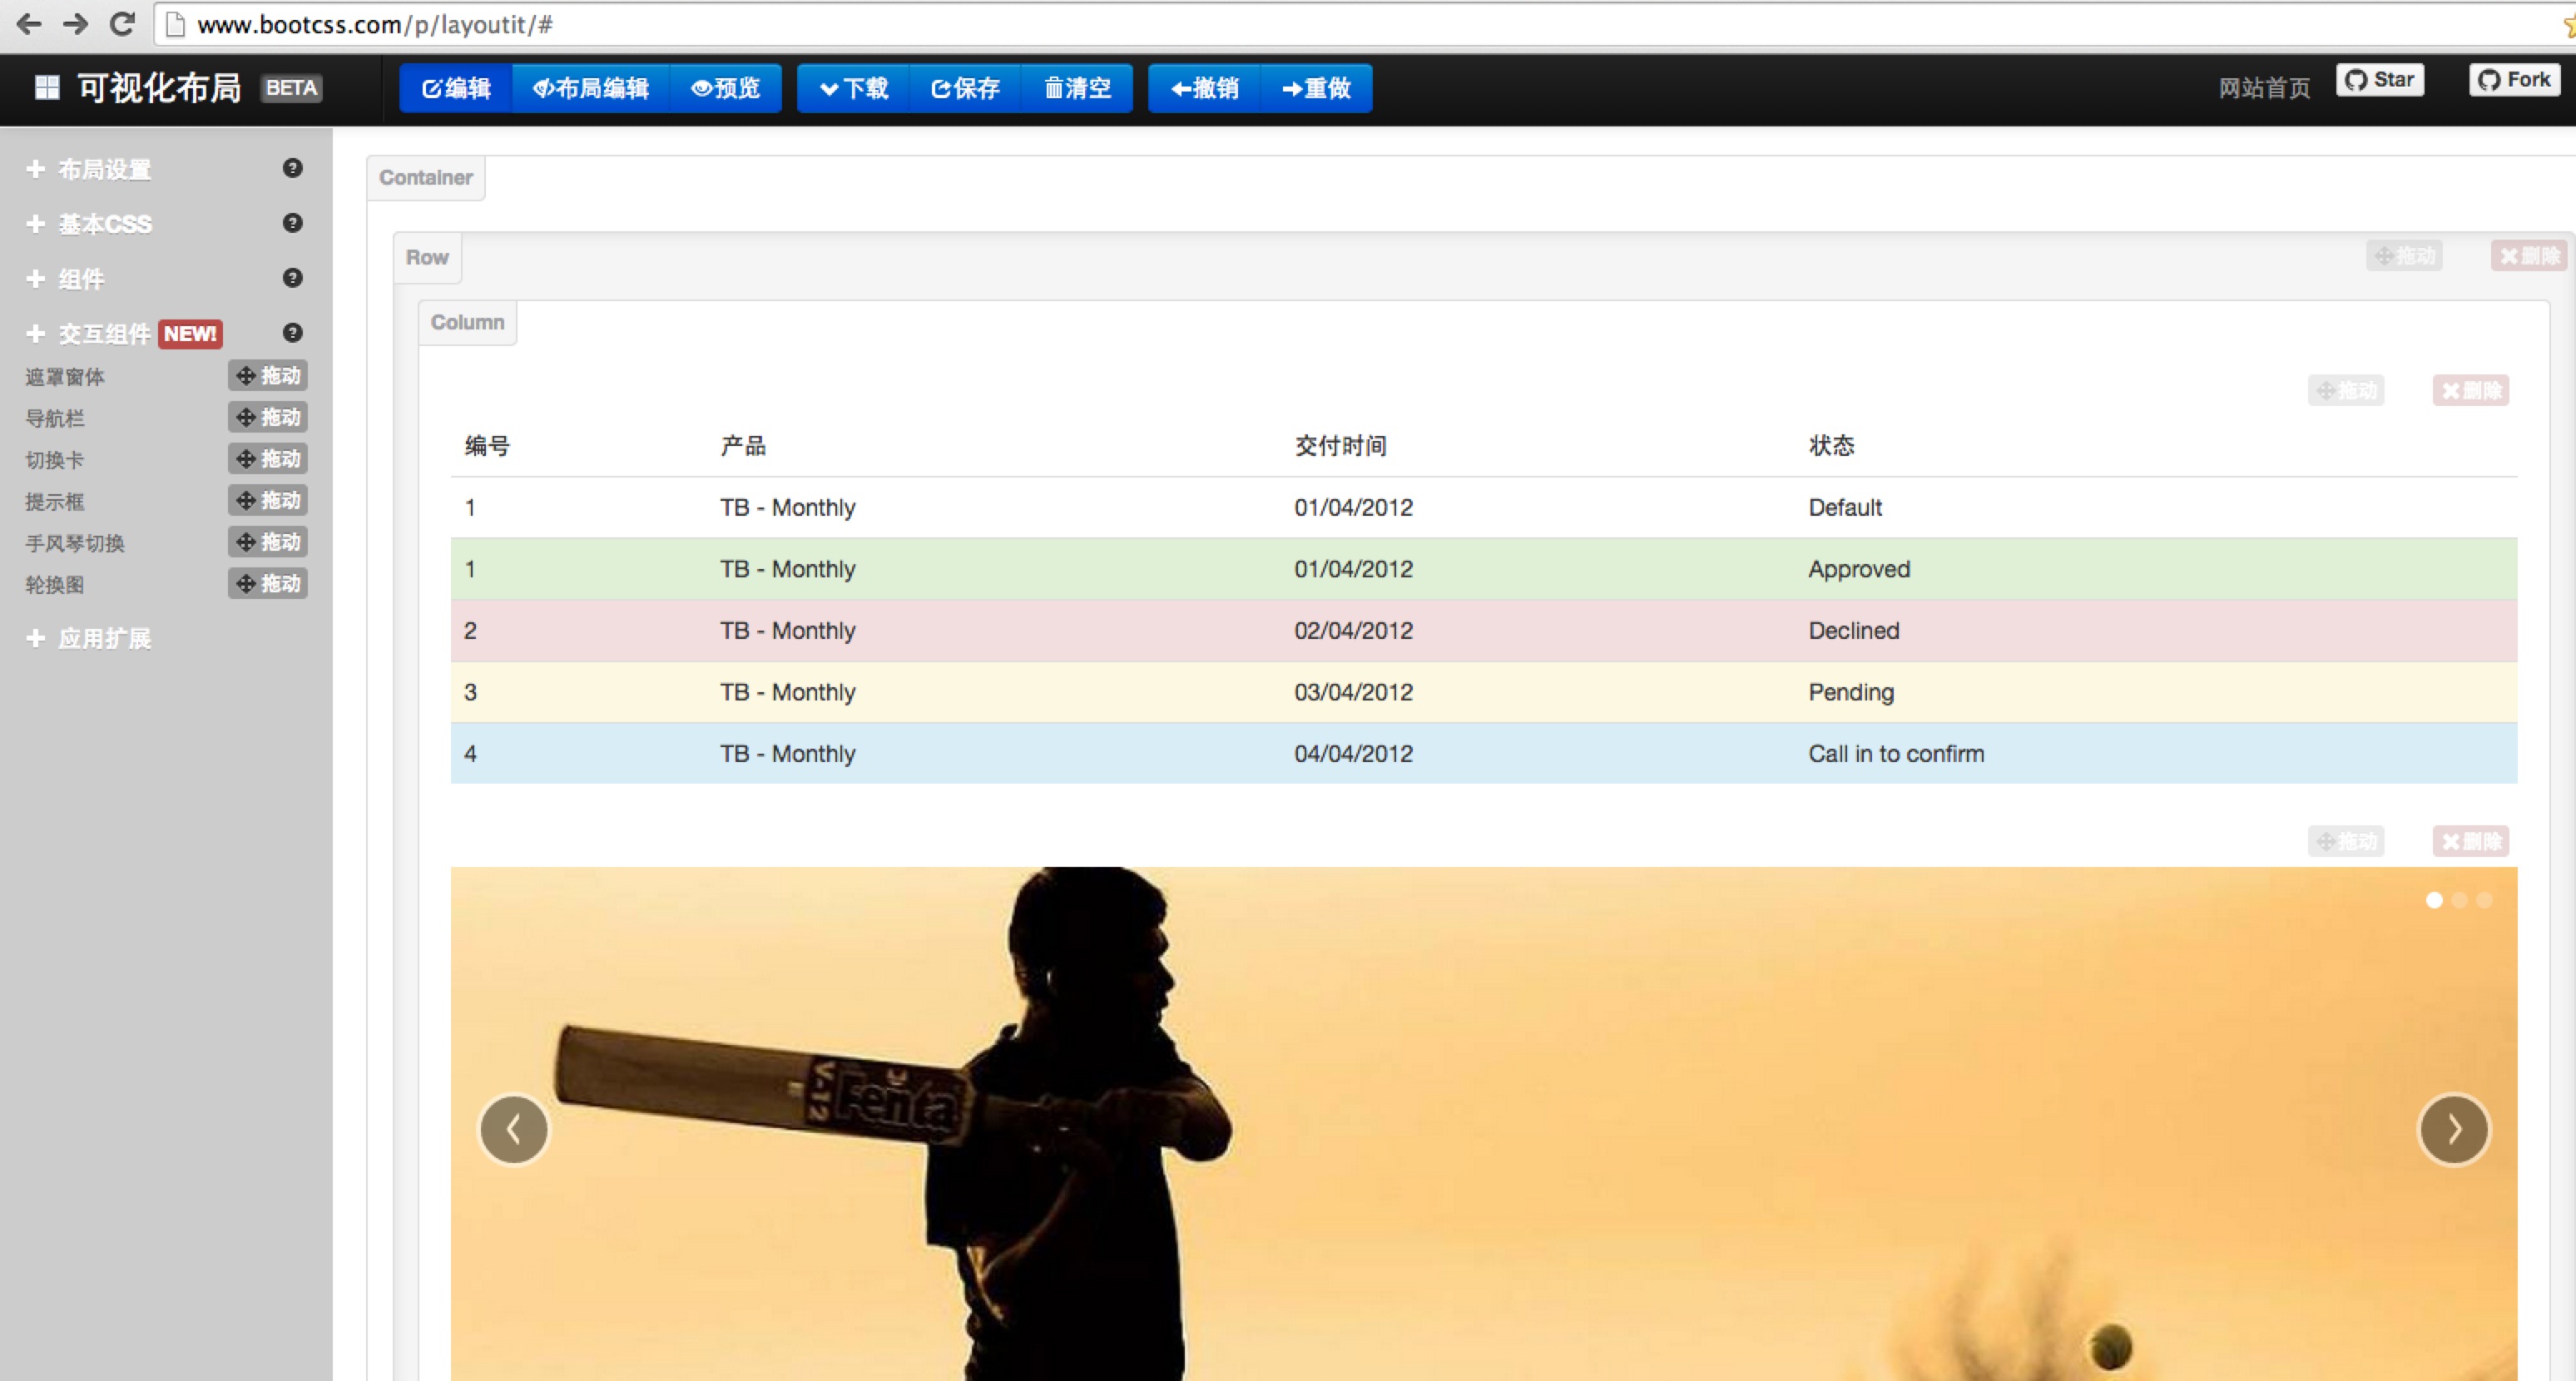 www.bootcss.com/p/layoutit/#
可视化布局 BETA 编辑 布局编辑 预览 下载 保存 清空 撤销 重做 网站首页 Star Fork
布局设置
基本CSS
组件
交互组件 NEW!
遮罩窗体 拖动
导航栏 拖动
切换卡 拖动
提示框 拖动
手风琴切换 拖动
轮换图 拖动
应用扩展
Container
Row 拖动 删除
Column
拖动 删除
编号 产品 交付时间 状态
1 TB - Monthly 01/04/2012 Default
1 TB - Monthly 01/04/2012 Approved
2 TB - Monthly 02/04/2012 Declined
3 TB - Monthly 03/04/2012 Pending
4 TB - Monthly 04/04/2012 Call in to confirm
拖动 删除
V-12 Fenta